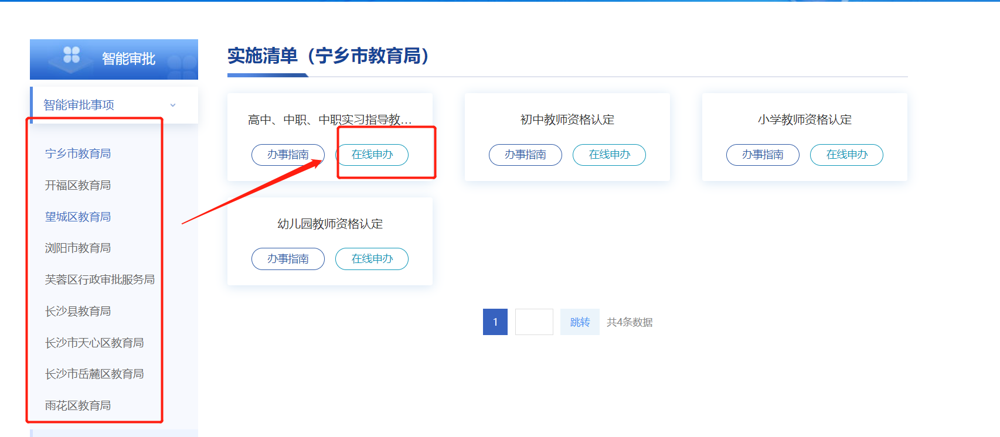 智能审批
智能审批事项
宁乡市教育局
开福区教育局
望城区教育局
浏阳市教育局
芙蓉区行政审批服务局
长沙县教育局
长沙市天心区教育局
长沙市岳麓区教育局
雨花区教育局
实施清单（宁乡市教育局）
高中、中职、中职实习指导教...
办事指南 在线申办
初中教师资格认定
办事指南 在线申办
小学教师资格认定
办事指南 在线申办
幼儿园教师资格认定
办事指南 在线申办
1 跳转 共4条数据